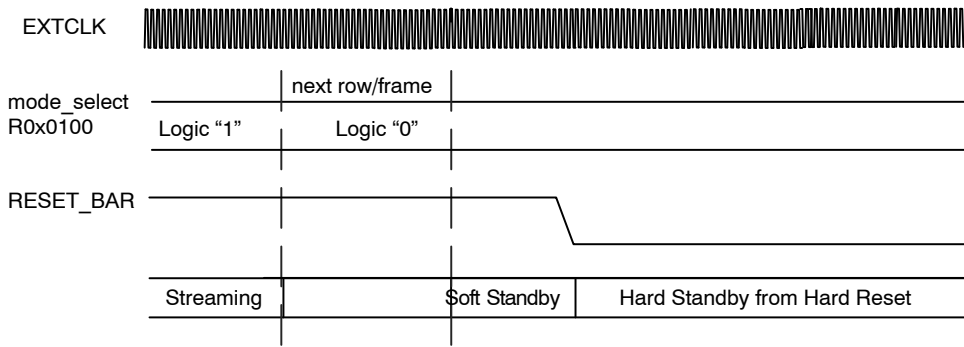 EXTCLK
next row/frame
mode_select
R0x0100
Logic “1”
Logic “0”
RESET_BAR
Streaming
Soft Standby
Hard Standby from Hard Reset